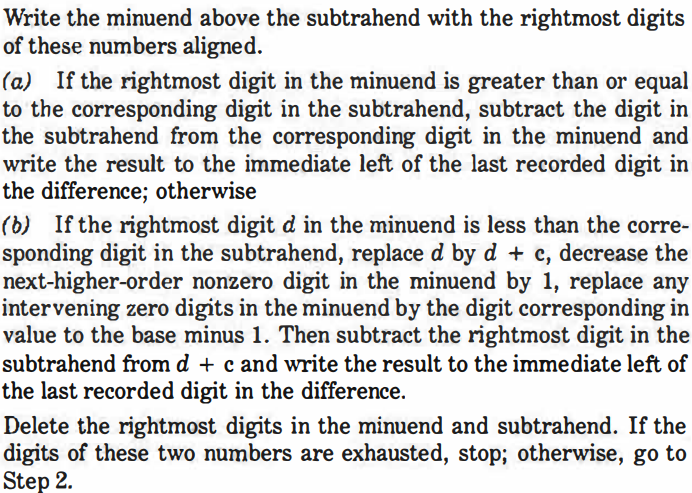 Write the minuend above the subtrahend with the rightmost digits
of these numbers aligned.
(a) If the rightmost digit in the minuend is greater than or equal
to the corresponding digit in the subtrahend, subtract the digit in
the subtrahend from the corresponding digit in the minuend and
write the result to the immediate left of the last recorded digit in
the difference; otherwise
(b) If the rightmost digit d in the minuend is less than the corre-
sponding digit in the subtrahend, replace d by d + c, decrease the
next-higher-order nonzero digit in the minuend by 1, replace any
intervening zero digits in the minuend by the digit corresponding in
value to the base minus 1. Then subtract the rightmost digit in the
subtrahend from d + c and write the result to the immediate left of
the last recorded digit in the difference.
Delete the rightmost digits in the minuend and subtrahend. If the
digits of these two numbers are exhausted, stop; otherwise, go to
Step 2.